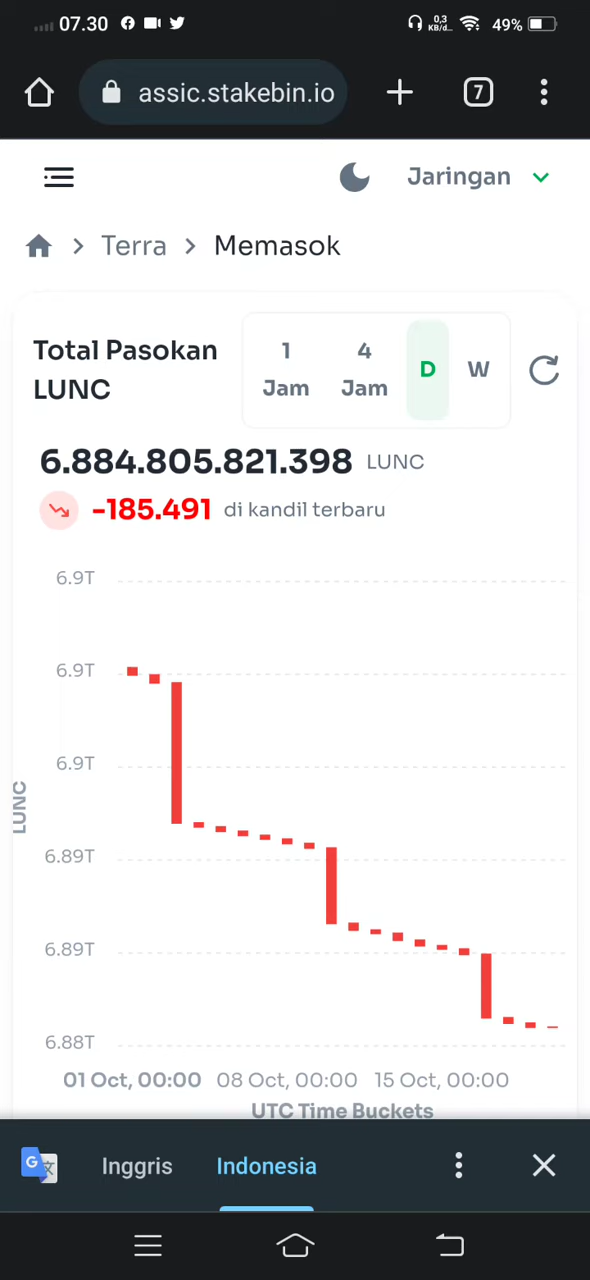 07.30
0,3 KB/d...
49%
assic.stakebin.io
7
Jaringan
Terra
Memasok
Total Pasokan
LUNC
1
Jam
4
Jam
D
W
6.884.805.821.398 LUNC
-185.491 di kandil terbaru
6.9T
6.9T
6.9T
6.89T
6.89T
6.88T
LUNC
01 Oct, 00:00 08 Oct, 00:00 15 Oct, 00:00
UTC Time Buckets
G 文
Inggris
Indonesia